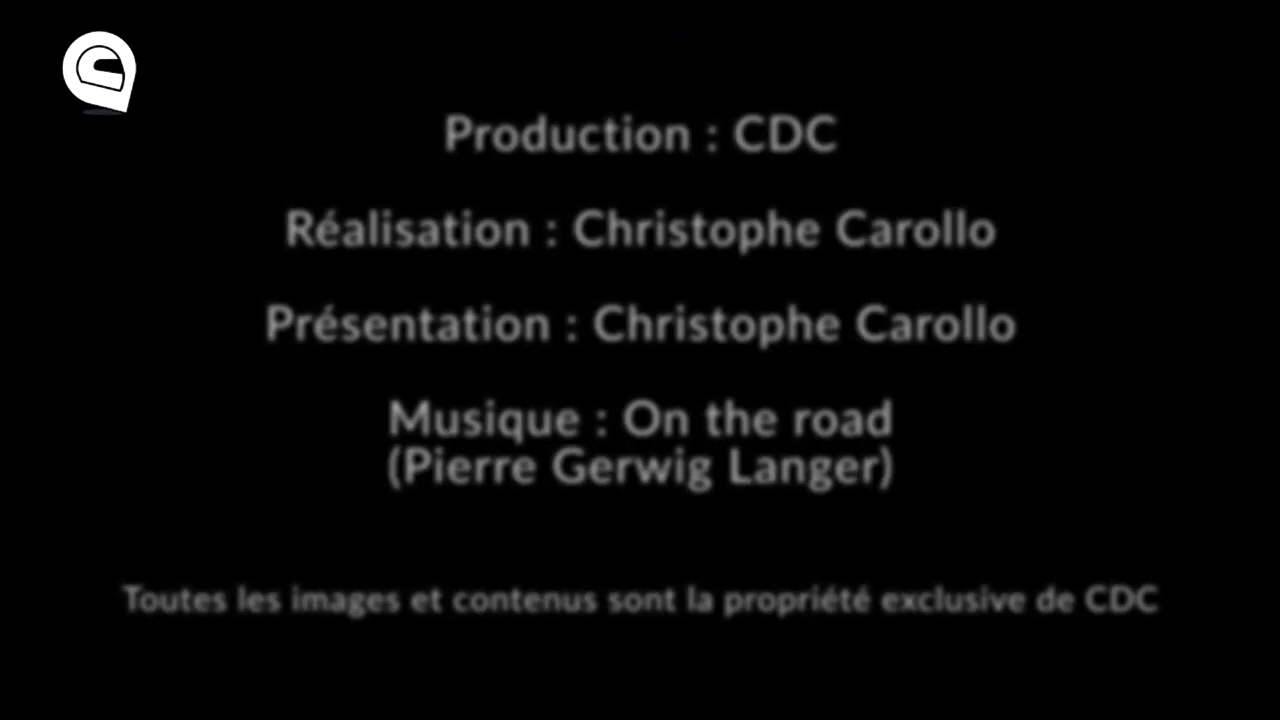 Production : CDC
Réalisation : Christophe Carollo
Présentation : Christophe Carollo
Musique : On the road
(Pierre Gerwig Langer)
Toutes les images et contenus sont la propriété exclusive de CDC